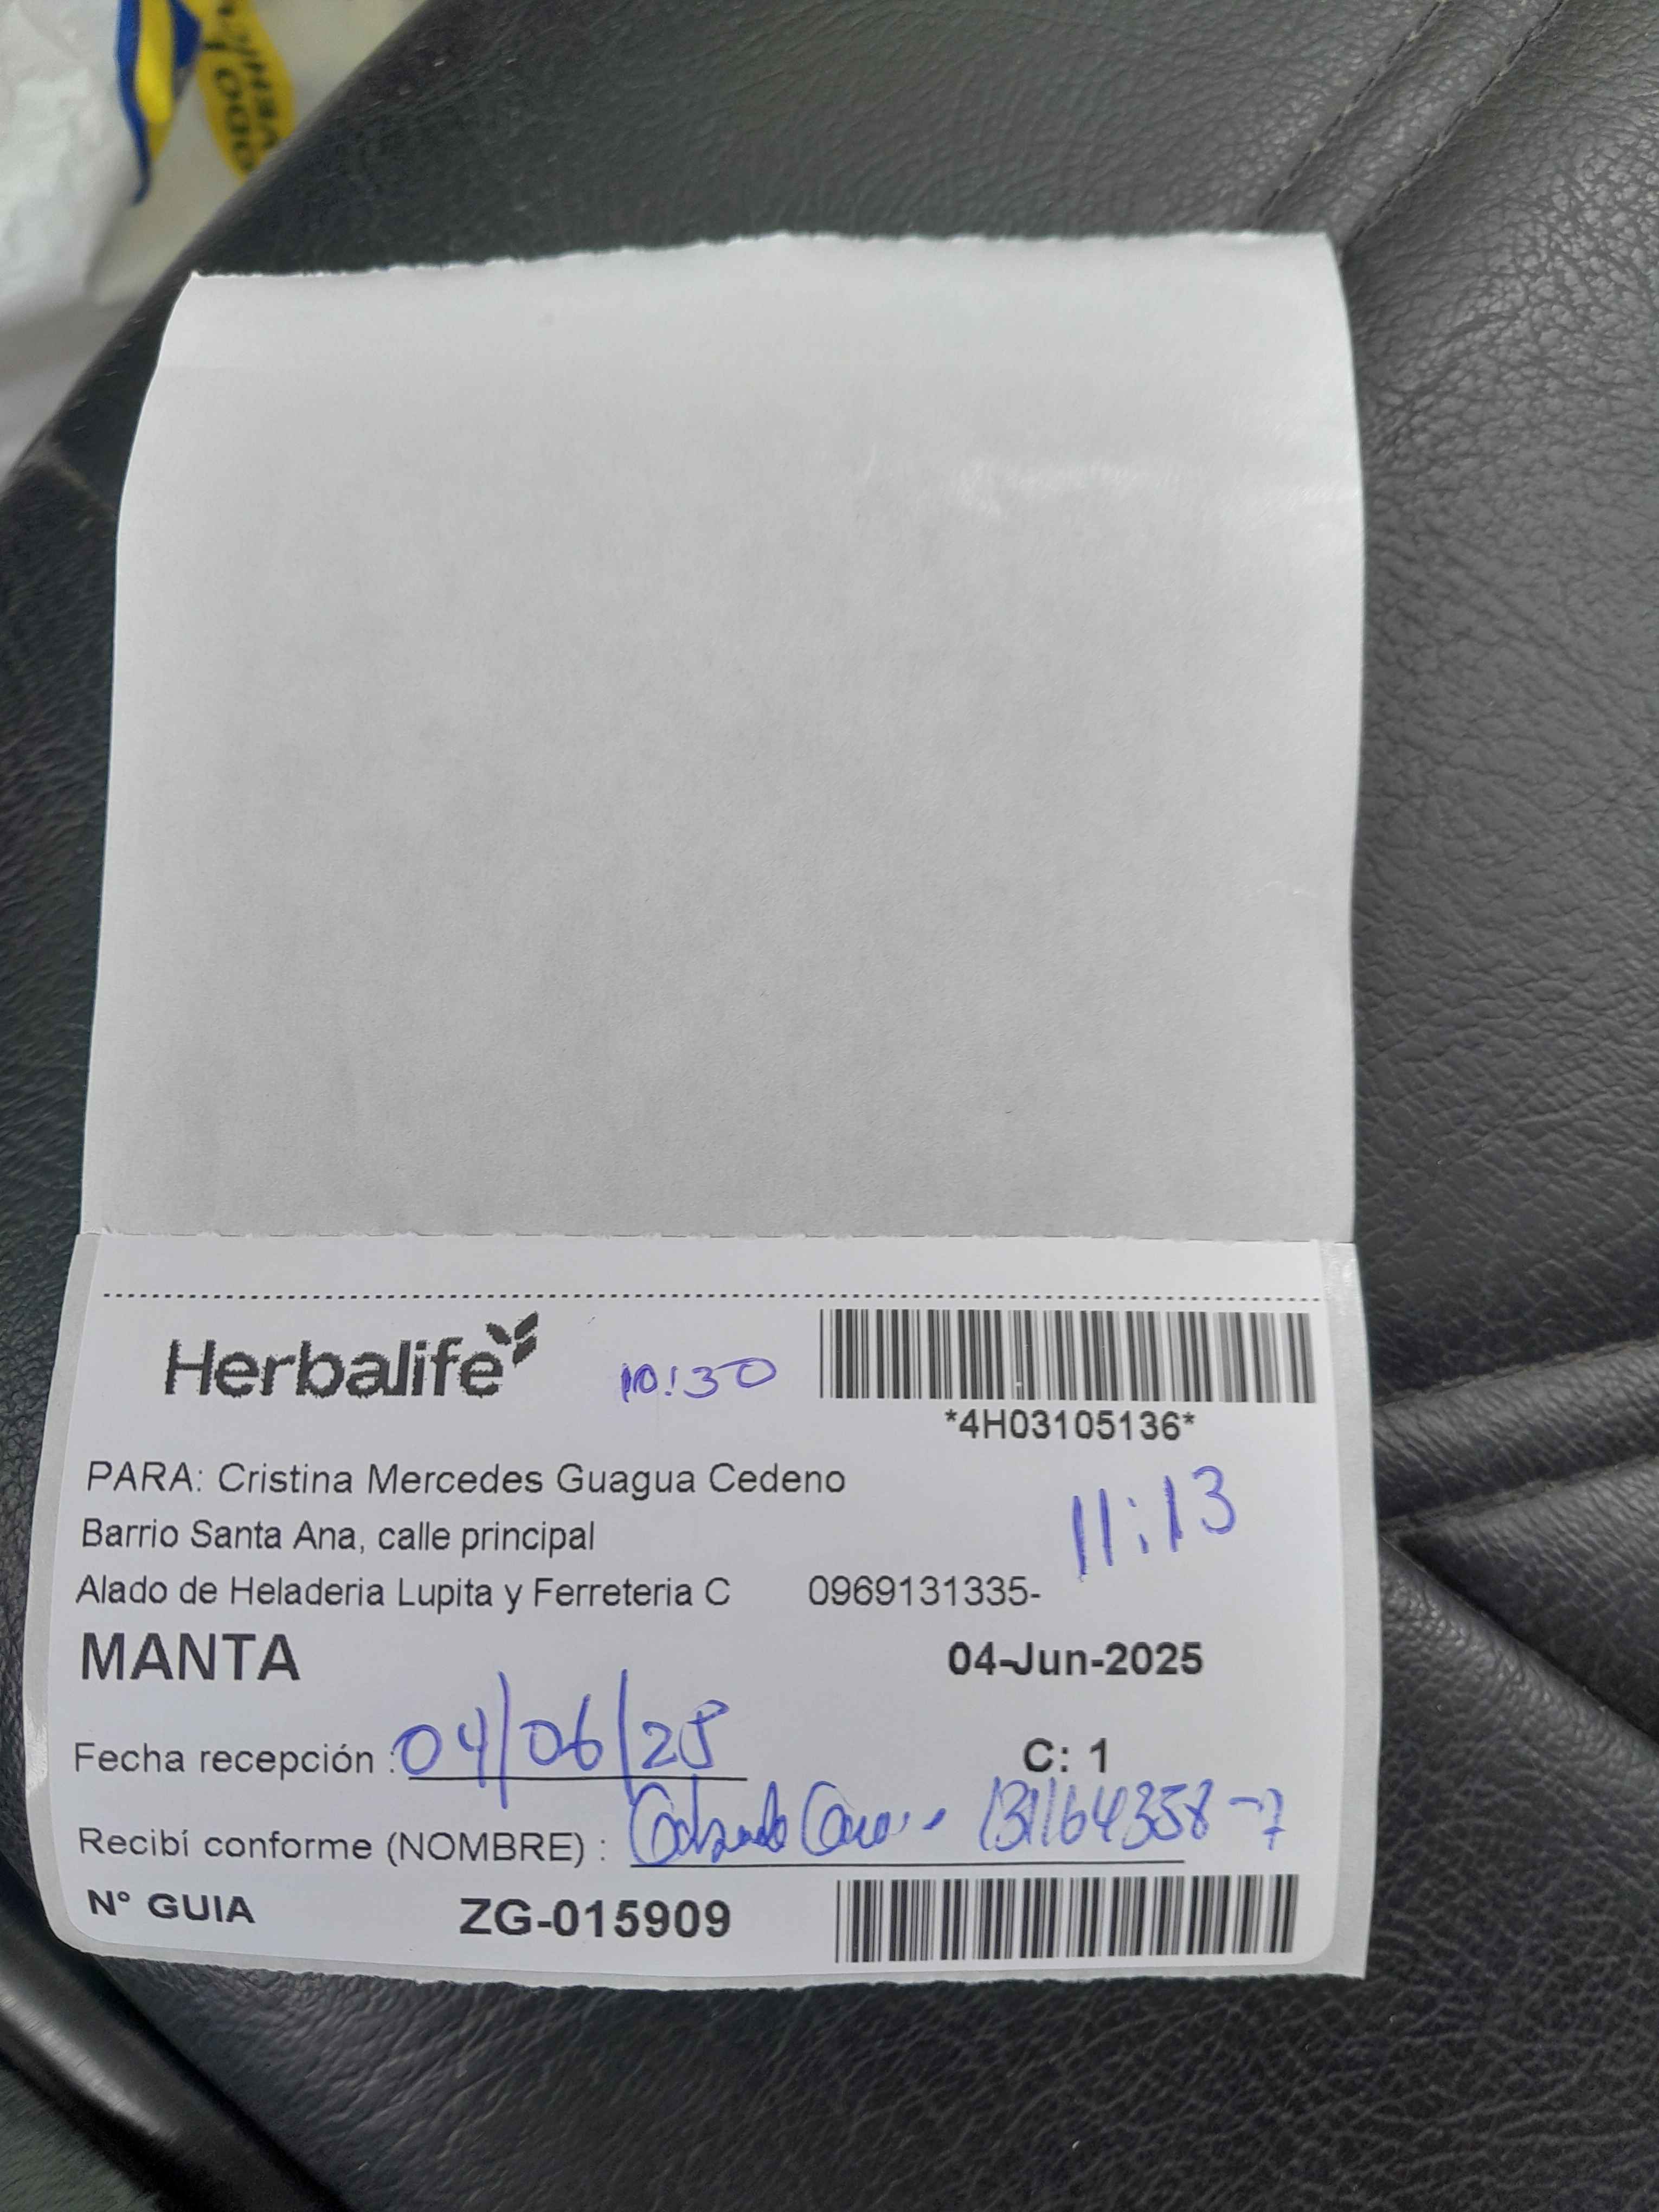 Herbalife
10:30
*4H03105136*
PARA: Cristina Mercedes Guagua Cedeno
11:13
Barrio Santa Ana, calle principal
Alado de Heladeria Lupita y Ferreteria C 0969131335-
MANTA 04-Jun-2025
Fecha recepción : 04/06/25
C: 1
Recibí conforme (NOMBRE) : 131164358-7
N° GUIA ZG-015909